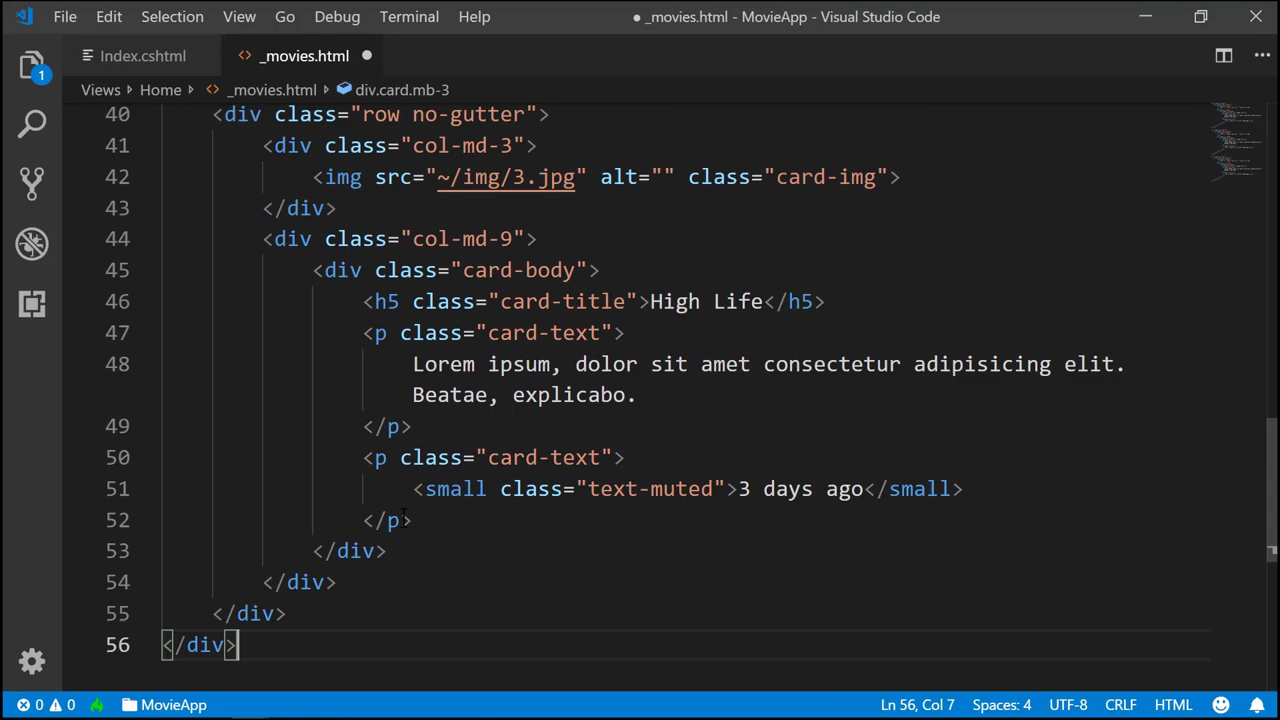 File Edit Selection View Go Debug Terminal Help ● _movies.html - MovieApp - Visual Studio Code
1
Index.cshtml <> _movies.html ●
Views > Home > <> _movies.html > div.card.mb-3
40 <div class="row no-gutter">
41 <div class="col-md-3">
42 <img src="~/img/3.jpg" alt="" class="card-img">
43 </div>
44 <div class="col-md-9">
45 <div class="card-body">
46 <h5 class="card-title">High Life</h5>
47 <p class="card-text">
48 Lorem ipsum, dolor sit amet consectetur adipisicing elit.
Beatae, explicabo.
49 </p>
50 <p class="card-text">
51 <small class="text-muted">3 days ago</small>
52 </p>
53 </div>
54 </div>
55 </div>
56 </div>
0 0 MovieApp Ln 56, Col 7 Spaces: 4 UTF-8 CRLF HTML